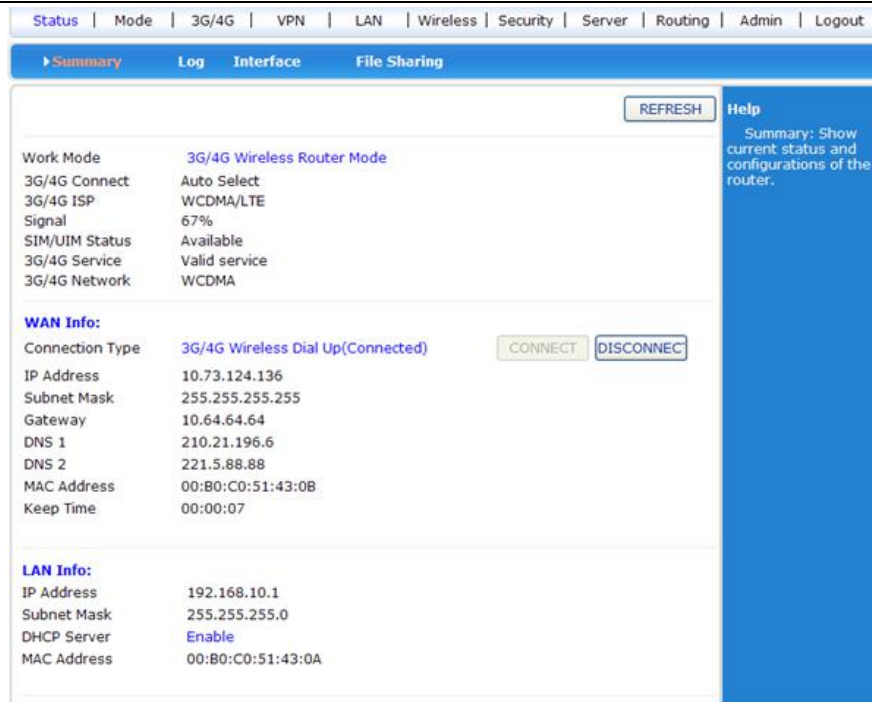 Status | Mode | 3G/4G | VPN | LAN | Wireless | Security | Server | Routing | Admin | Logout
Summary Log Interface File Sharing
REFRESH
Help
Summary: Show
current status and
configurations of the
router.
Work Mode 3G/4G Wireless Router Mode
3G/4G Connect Auto Select
3G/4G ISP WCDMA/LTE
Signal 67%
SIM/UIM Status Available
3G/4G Service Valid service
3G/4G Network WCDMA
WAN Info:
Connection Type 3G/4G Wireless Dial Up(Connected) CONNECT DISCONNECT
IP Address 10.73.124.136
Subnet Mask 255.255.255.255
Gateway 10.64.64.64
DNS 1 210.21.196.6
DNS 2 221.5.88.88
MAC Address 00:B0:C0:51:43:0B
Keep Time 00:00:07
LAN Info:
IP Address 192.168.10.1
Subnet Mask 255.255.255.0
DHCP Server Enable
MAC Address 00:B0:C0:51:43:0A